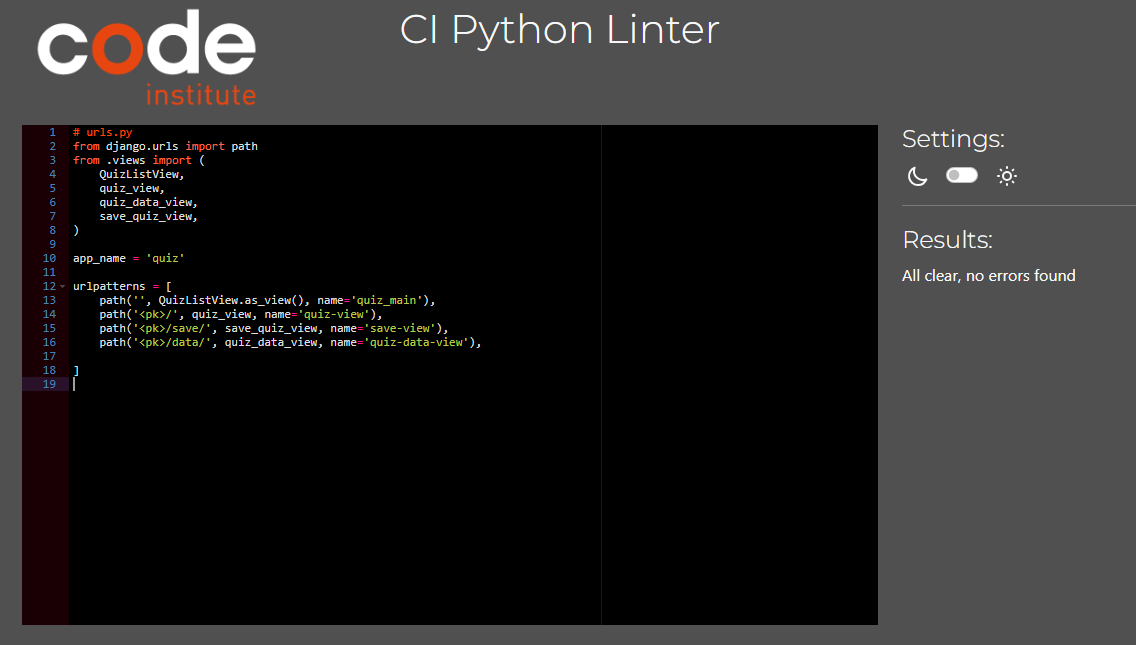 code
institute
CI Python Linter
1 # urls.py
2 from django.urls import path
3 from .views import (
4     QuizListView,
5     quiz_view,
6     quiz_data_view,
7     save_quiz_view,
8 )
9
10 app_name = 'quiz'
11
12 urlpatterns = [
13     path('', QuizListView.as_view(), name='quiz_main'),
14     path('<pk>/', quiz_view, name='quiz-view'),
15     path('<pk>/save/', save_quiz_view, name='save-view'),
16     path('<pk>/data/', quiz_data_view, name='quiz-data-view'),
17
18 ]
19
Settings:
Results:
All clear, no errors found